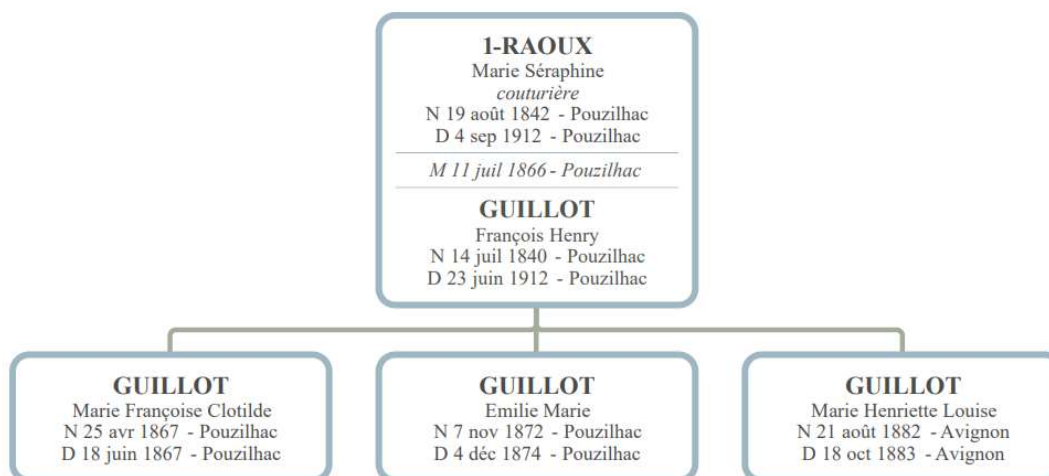 1-RAOUX
Marie Séraphine
couturière
N 19 août 1842 - Pouzilhac
D 4 sep 1912 - Pouzilhac
M 11 juil 1866 - Pouzilhac
GUILLOT
François Henry
N 14 juil 1840 - Pouzilhac
D 23 juin 1912 - Pouzilhac
GUILLOT
Marie Françoise Clotilde
N 25 avr 1867 - Pouzilhac
D 18 juin 1867 - Pouzilhac
GUILLOT
Emilie Marie
N 7 nov 1872 - Pouzilhac
D 4 déc 1874 - Pouzilhac
GUILLOT
Marie Henriette Louise
N 21 août 1882 - Avignon
D 18 oct 1883 - Avignon